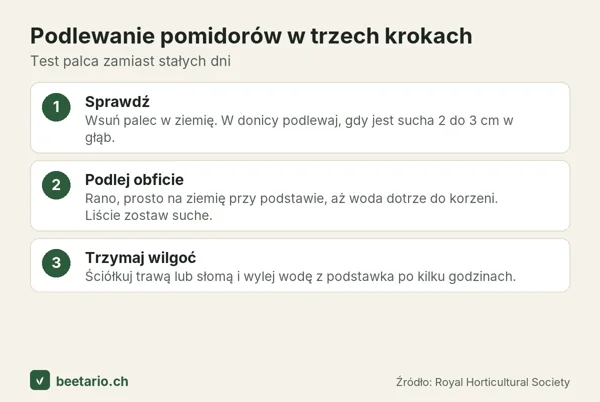 Podlewanie pomidorów w trzech krokach
Test palca zamiast stałych dni
1
Sprawdź
Wsuń palec w ziemię. W donicy podlewaj, gdy jest sucha 2 do 3 cm w
głąb.
2
Podlej obficie
Rano, prosto na ziemię przy podstawie, aż woda dotrze do korzeni.
Liście zostaw suche.
3
Trzymaj wilgoć
Ściółkuj trawą lub słomą i wylej wodę z podstawka po kilku godzinach.
beetario.ch
Źródło: Royal Horticultural Society